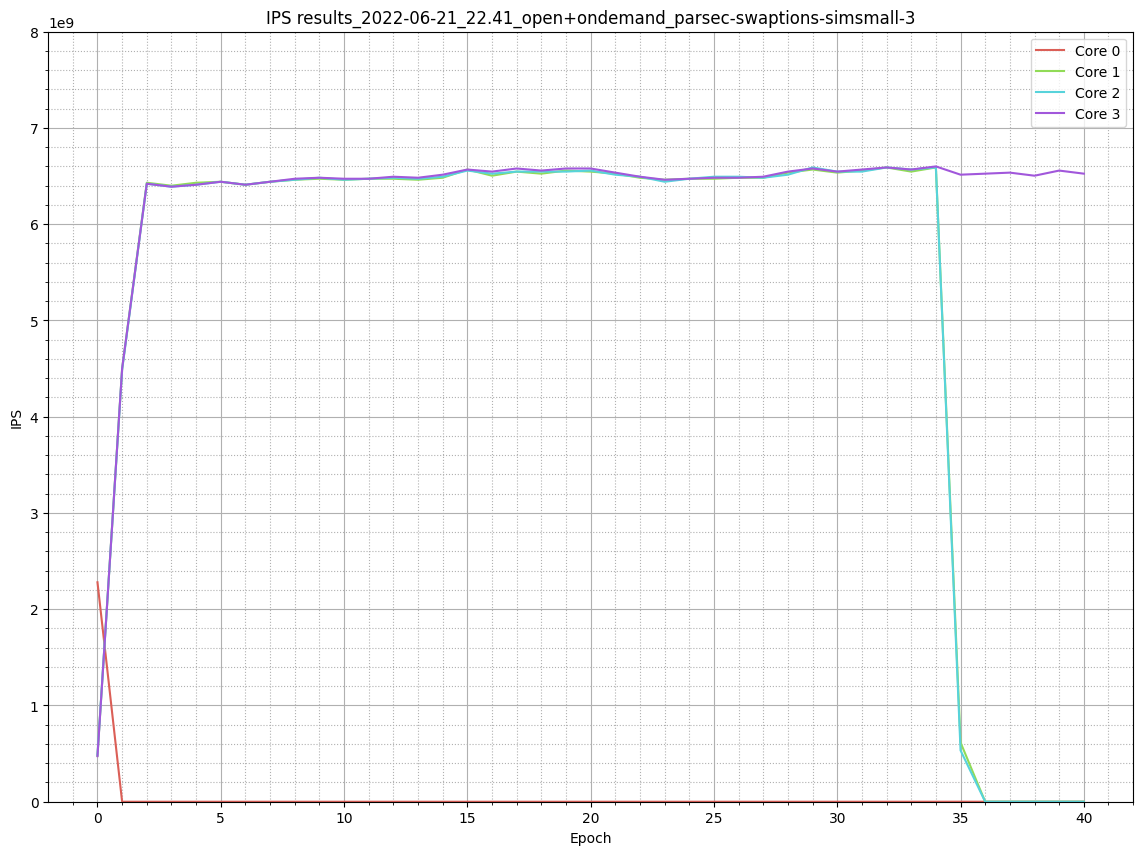 IPS results_2022-06-21_22.41_open+ondemand_parsec-swaptions-simsmall-3
1e9
8
7
6
5
4
3
2
1
0
IPS
Core 0
Core 1
Core 2
Core 3
0 5 10 15 20 25 30 35 40
Epoch